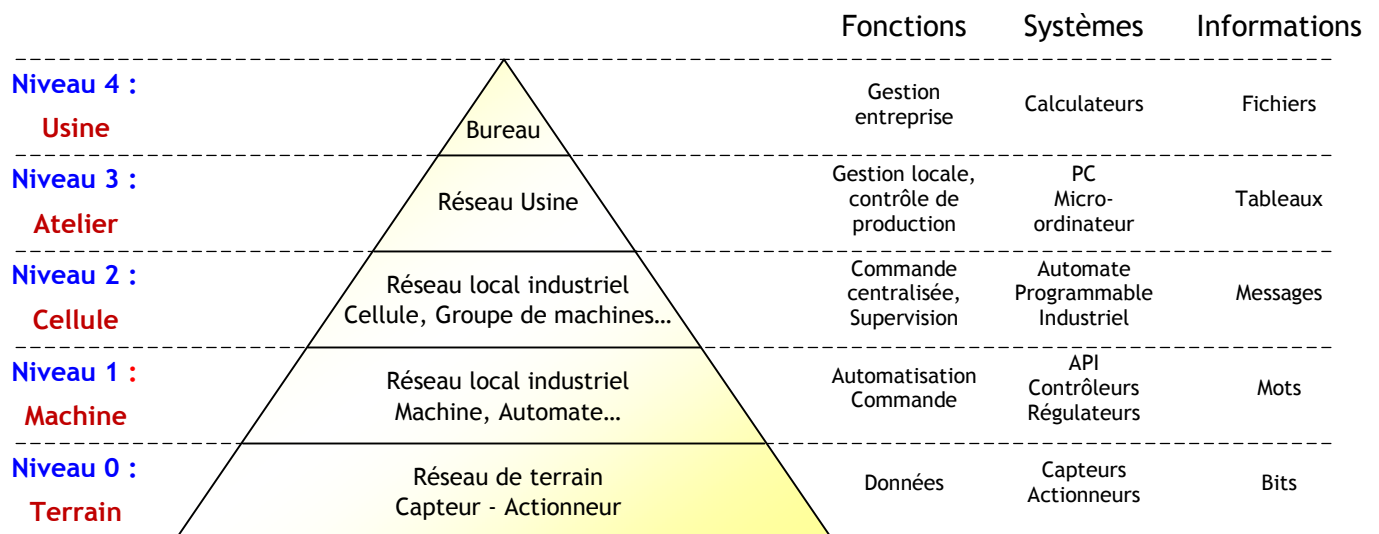 Fonctions Systèmes Informations
Niveau 4 :
Usine
Bureau
Gestion
entreprise
Calculateurs
Fichiers
Niveau 3 :
Atelier
Réseau Usine
Gestion locale,
contrôle de
production
PC
Micro-
ordinateur
Tableaux
Niveau 2 :
Cellule
Réseau local industriel
Cellule, Groupe de machines…
Commande
centralisée,
Supervision
Automate
Programmable
Industriel
Messages
Niveau 1 :
Machine
Réseau local industriel
Machine, Automate…
Automatisation
Commande
API
Contrôleurs
Régulateurs
Mots
Niveau 0 :
Terrain
Réseau de terrain
Capteur - Actionneur
Données
Capteurs
Actionneurs
Bits